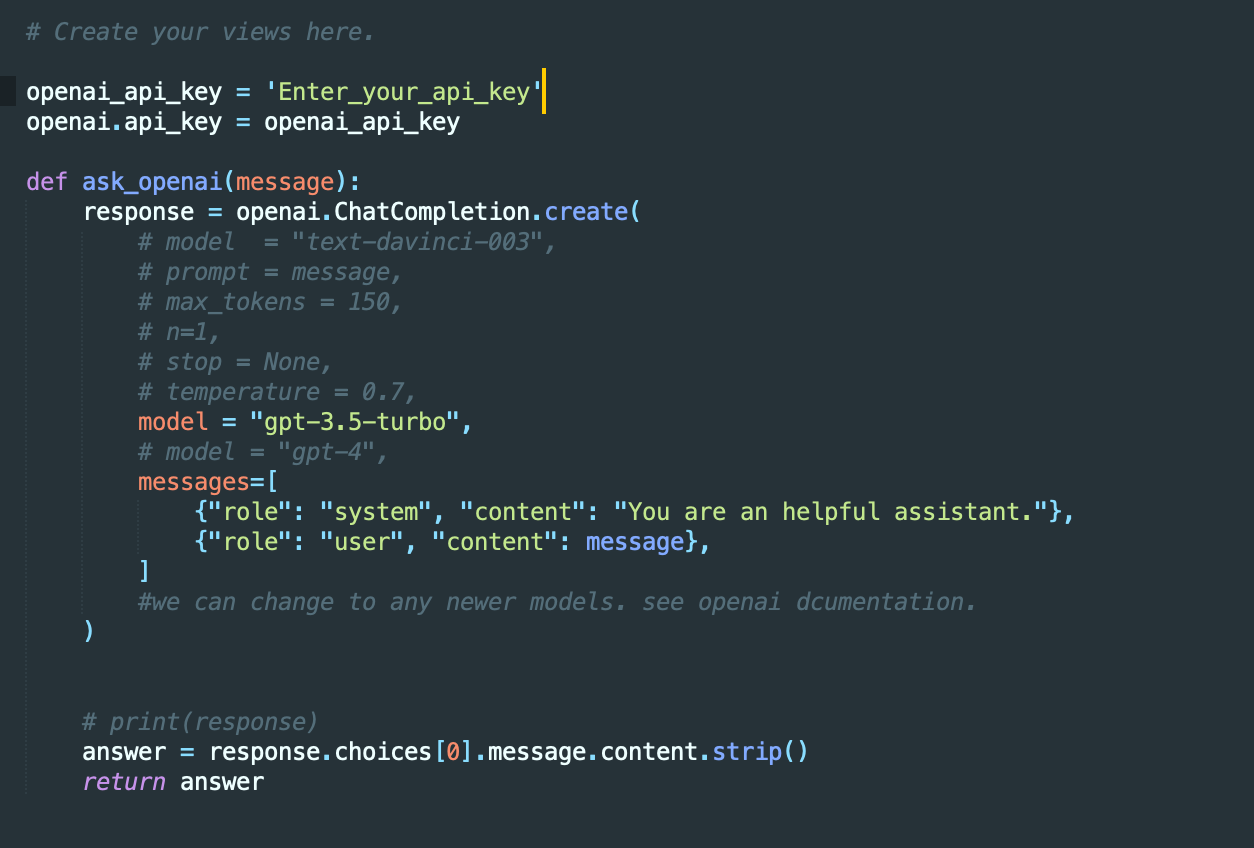 # Create your views here.
openai_api_key = 'Enter_your_api_key'
openai.api_key = openai_api_key
def ask_openai(message):
    response = openai.ChatCompletion.create(
        # model  = "text-davinci-003",
        # prompt = message,
        # max_tokens = 150,
        # n=1,
        # stop = None,
        # temperature = 0.7,
        model = "gpt-3.5-turbo",
        # model = "gpt-4",
        messages=[
            {"role": "system", "content": "You are an helpful assistant."},
            {"role": "user", "content": message},
        ]
        #we can change to any newer models. see openai dcumentation.
    )
    # print(response)
    answer = response.choices[0].message.content.strip()
    return answer